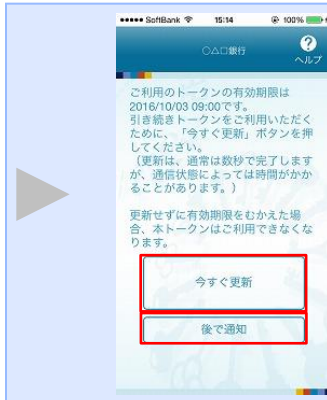 SoftBank 15:14 100%
○△□銀行
?
ヘルプ
ご利用のトークンの有効期限は
2016/10/03 09:00です。
引き続きトークンをご利用いただく
ために、「今すぐ更新」ボタンを押
してください。
(更新は、通常は数秒で完了します
が、通信状態によっては時間がかか
ることがあります。)
更新せずに有効期限をむかえた場
合、本トークンはご利用できなくな
ります。
今すぐ更新
後で通知